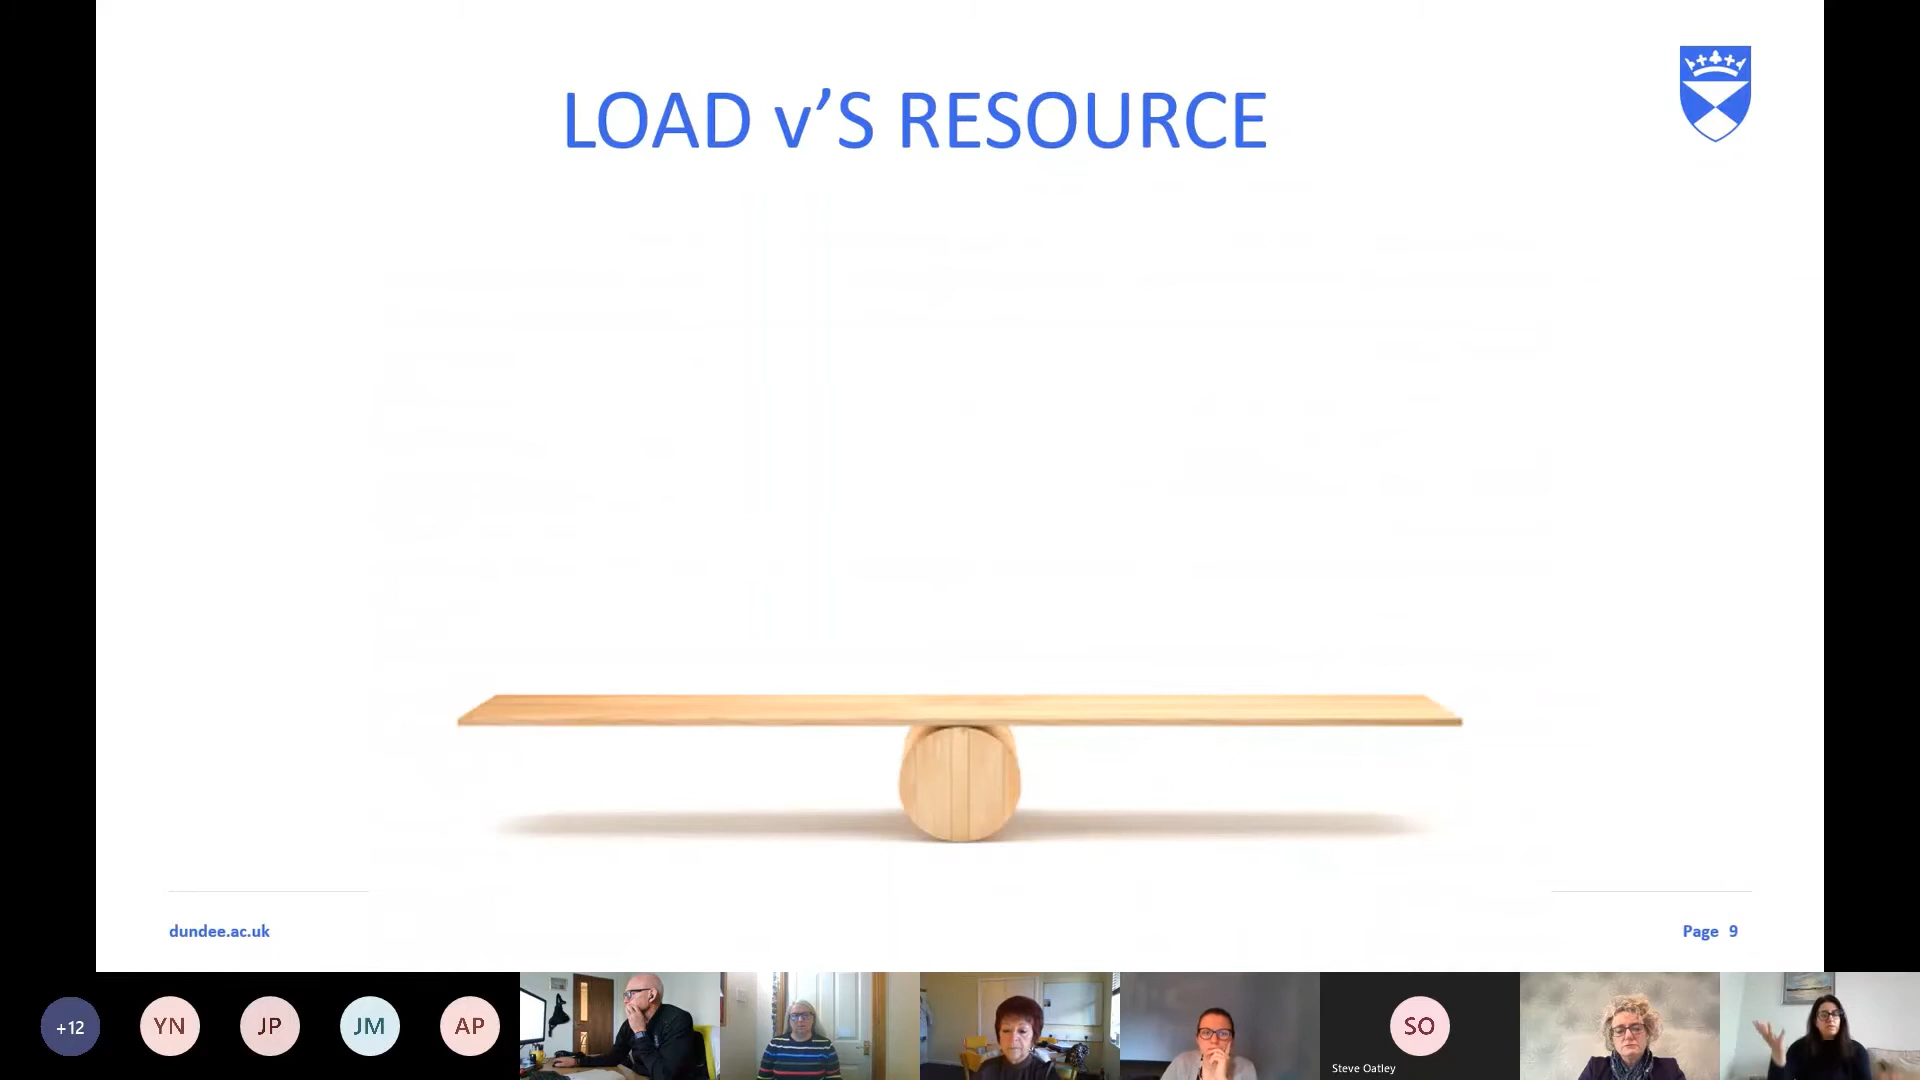 LOAD v’S RESOURCE
dundee.ac.uk
Page 9
+12
YN
JP
JM
AP
SO
Steve Oatley